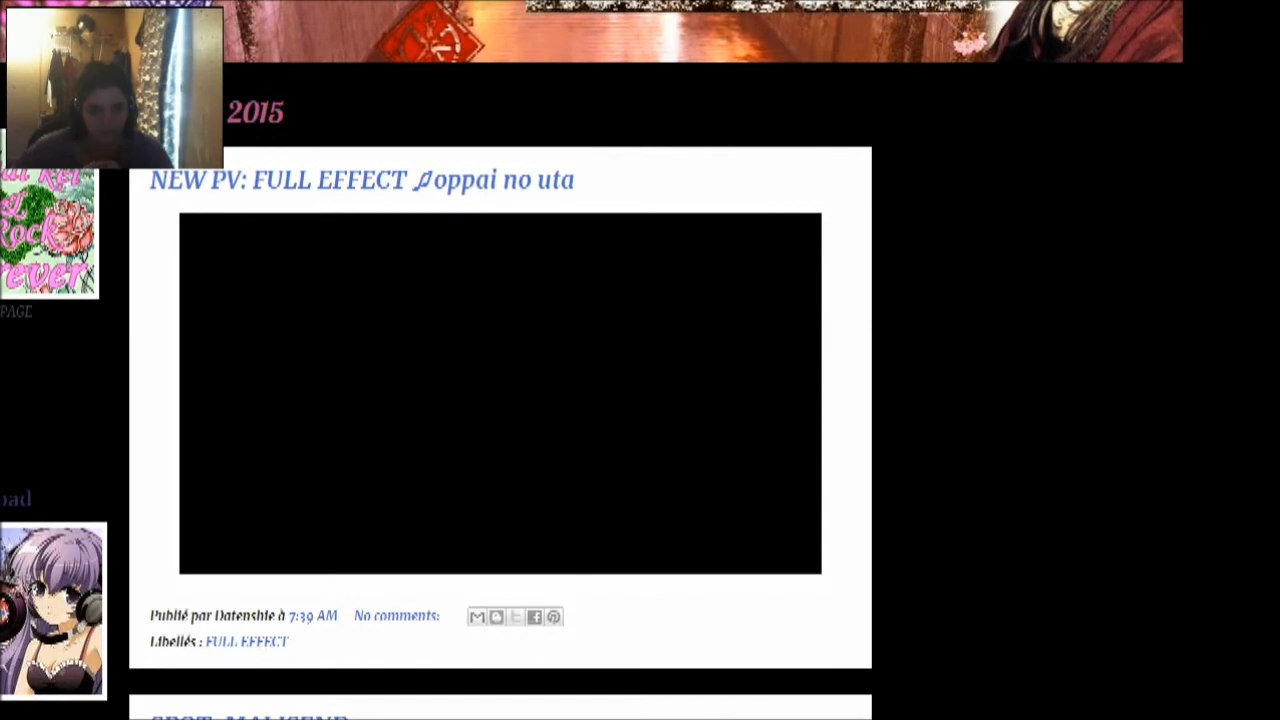 2015
NEW PV: FULL EFFECT ♫oppai no uta
Rock
PAGE
Publié par Datenshie à 7:39 AM No comments:
Libellés : FULL EFFECT